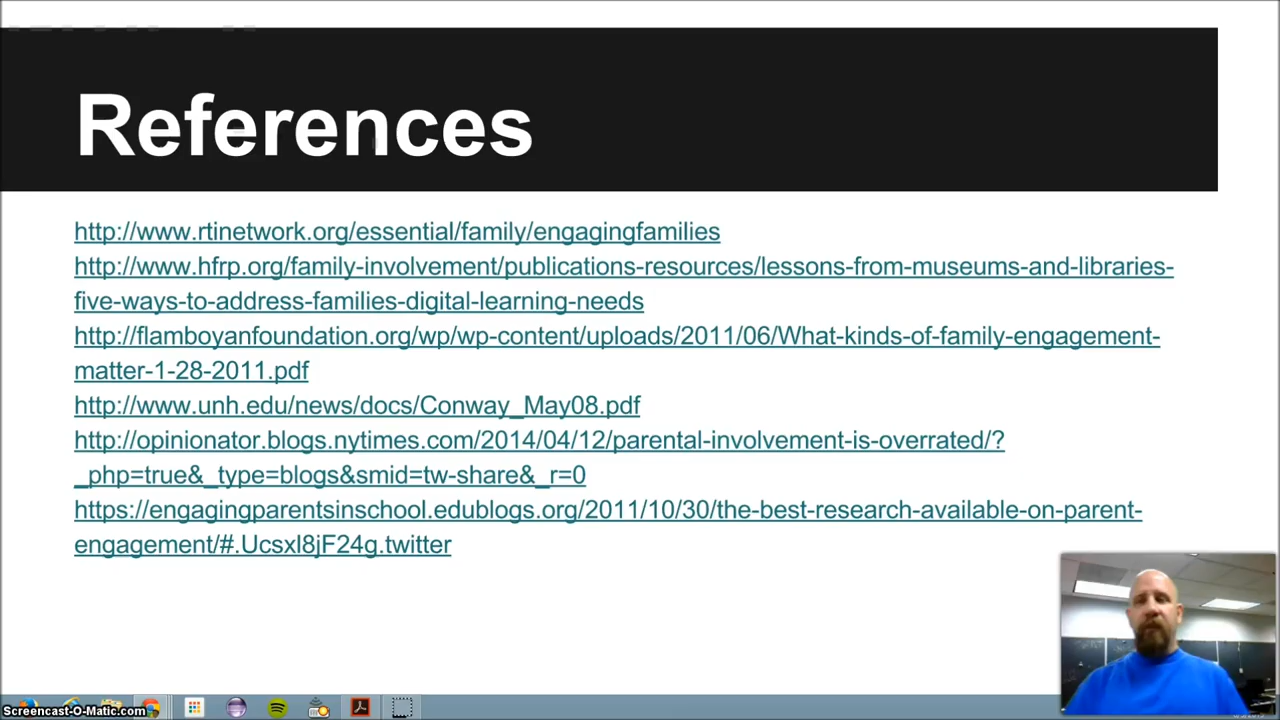 References
http://www.rtinetwork.org/essential/family/engagingfamilies
http://www.hfrp.org/family-involvement/publications-resources/lessons-from-museums-and-libraries-
five-ways-to-address-families-digital-learning-needs
http://flamboyanfoundation.org/wp/wp-content/uploads/2011/06/What-kinds-of-family-engagement-
matter-1-28-2011.pdf
http://www.unh.edu/news/docs/Conway_May08.pdf
http://opinionator.blogs.nytimes.com/2014/04/12/parental-involvement-is-overrated/?
_php=true&_type=blogs&smid=tw-share&_r=0
https://engagingparentsinschool.edublogs.org/2011/10/30/the-best-research-available-on-parent-
engagement/#.Ucsxl8jF24g.twitter
Screencast-O-Matic.com